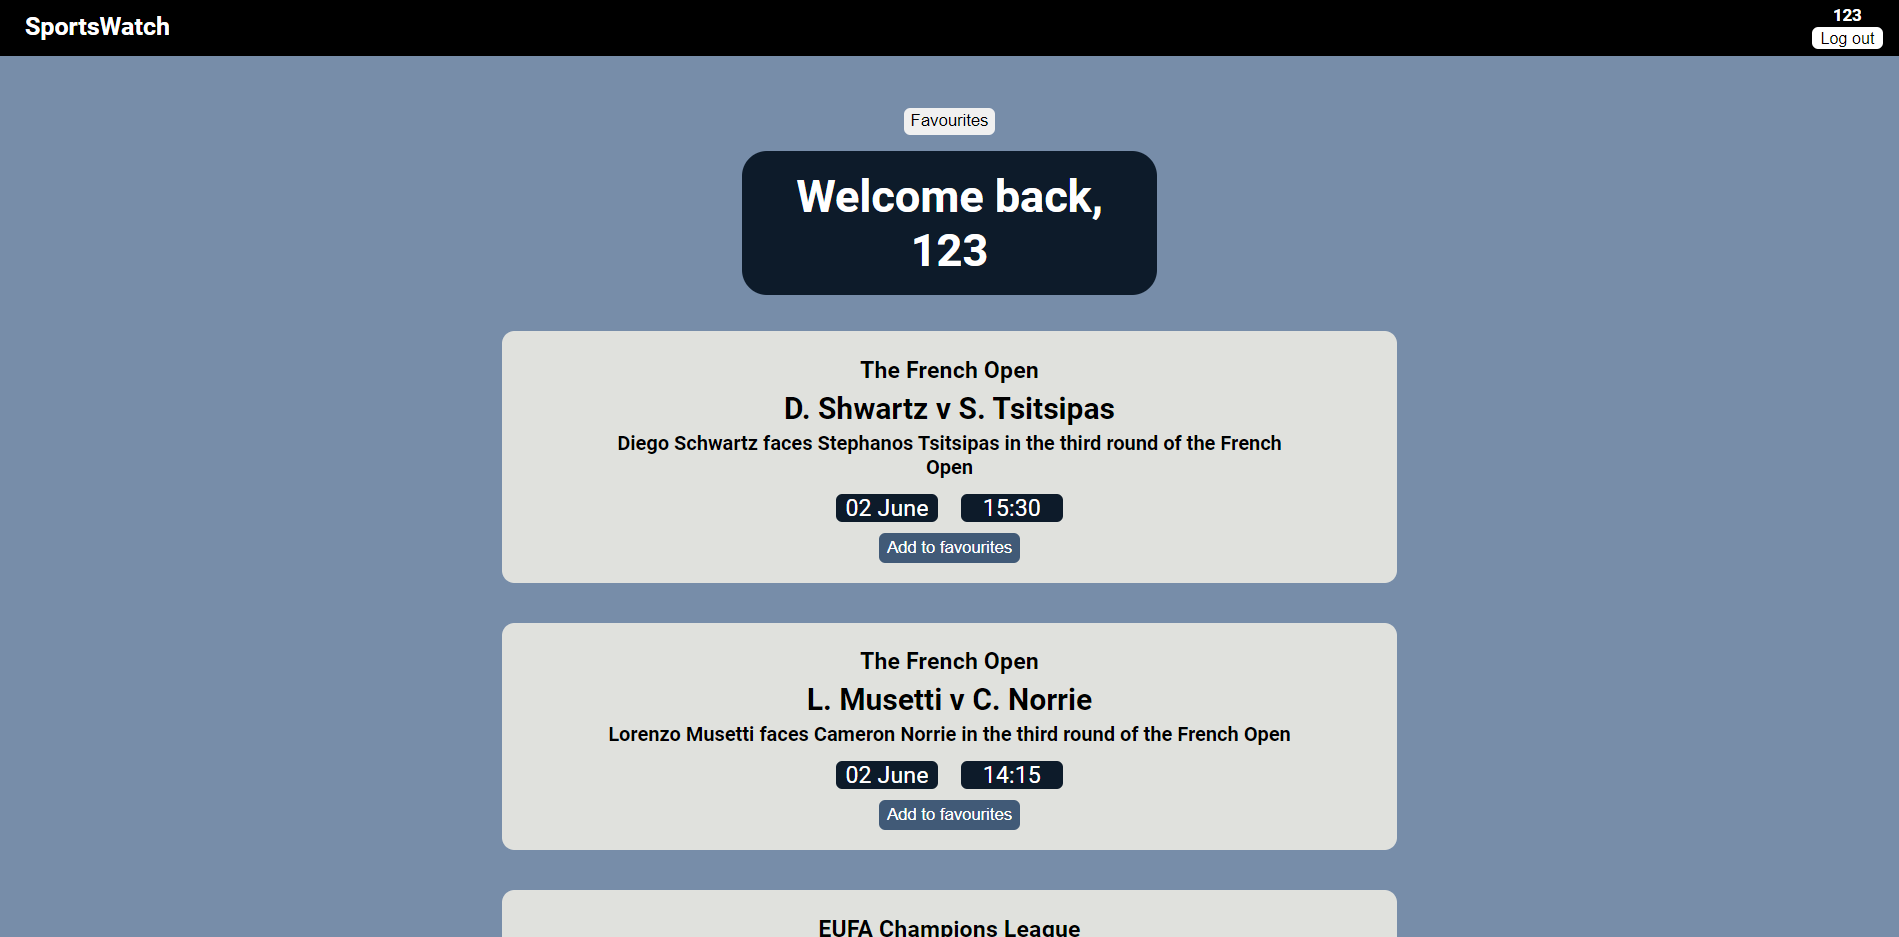 SportsWatch
123
Log out
Favourites
Welcome back,
123
The French Open
D. Shwartz v S. Tsitsipas
Diego Schwartz faces Stephanos Tsitsipas in the third round of the French
Open
02 June
15:30
Add to favourites
The French Open
L. Musetti v C. Norrie
Lorenzo Musetti faces Cameron Norrie in the third round of the French Open
02 June
14:15
Add to favourites
EUFA Champions League